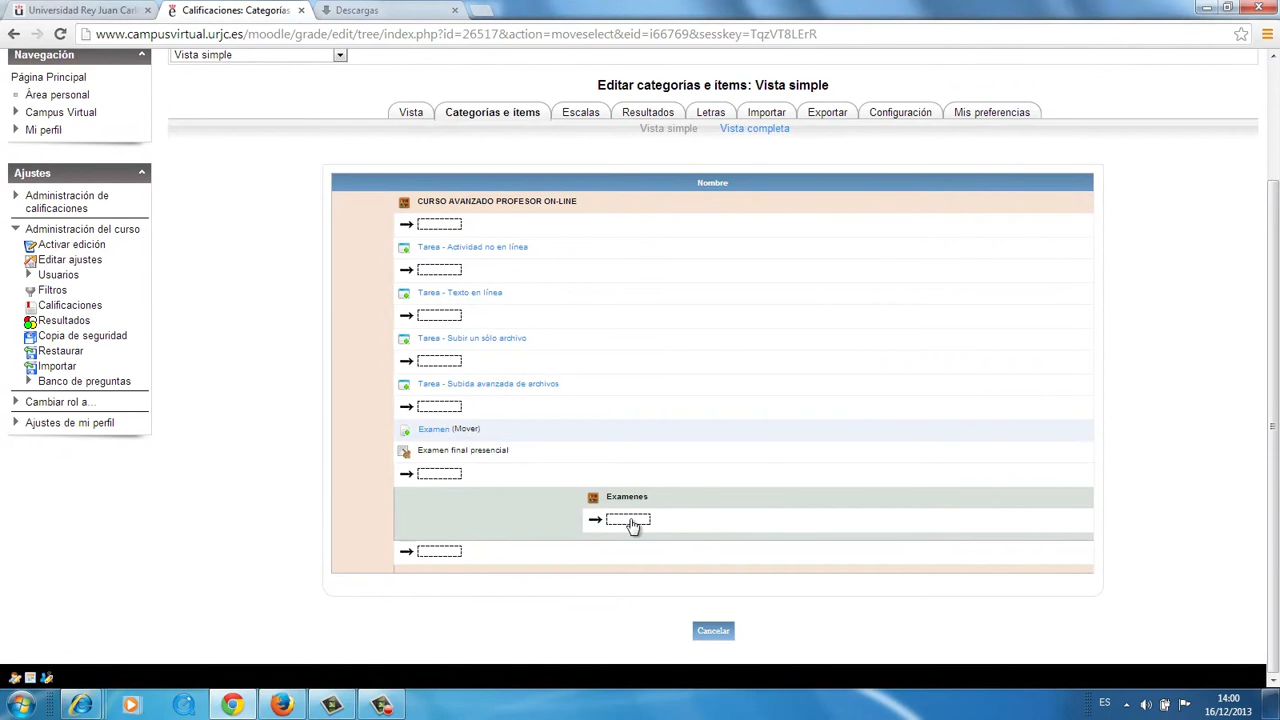 Universidad Rey Juan Carl
Calificaciones: Categorías
Descargas
www.campusvirtual.urjc.es/moodle/grade/edit/tree/index.php?id=26517&action=moveselect&eid=i66769&sesskey=TqzVT8LErR
Navegación
Página Principal
Área personal
Campus Virtual
Mi perfil
Ajustes
Administración de
calificaciones
Administración del curso
Activar edición
Editar ajustes
Usuarios
Filtros
Calificaciones
Resultados
Copia de seguridad
Restaurar
Importar
Banco de preguntas
Cambiar rol a...
Ajustes de mi perfil
Vista simple
Editar categorías e ítems: Vista simple
Vista
Categorías e ítems
Escalas
Resultados
Letras
Importar
Exportar
Configuración
Mis preferencias
Vista simple
Vista completa
Nombre
CURSO AVANZADO PROFESOR ON-LINE
Tarea - Actividad no en línea
Tarea - Texto en línea
Tarea - Subir un sólo archivo
Tarea - Subida avanzada de archivos
Examen (Mover)
Examen final presencial
Examenes
Cancelar
ES
14:00
16/12/2013